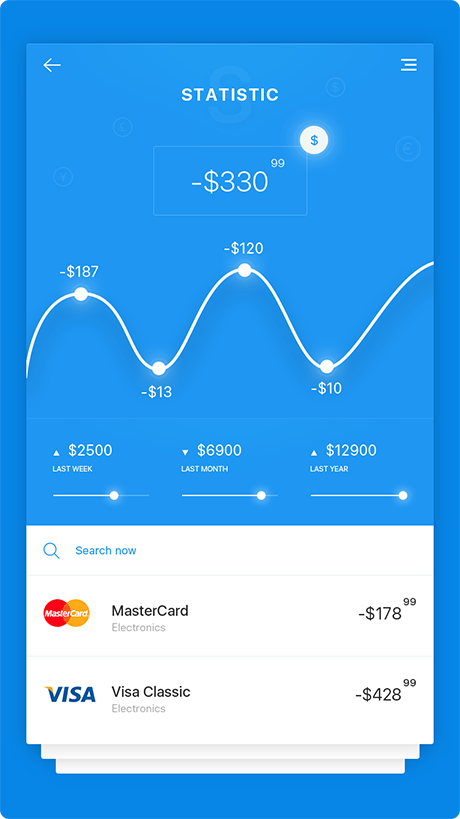 S
STATISTIC
$
£
$
€
¥
-$330 99
-$120
-$187
-$13
-$10
▲ $2500
LAST WEEK
▼ $6900
LAST MONTH
▲ $12900
LAST YEAR
Search now
MasterCard
MasterCard
Electronics
-$178 99
VISA
Visa Classic
Electronics
-$428 99